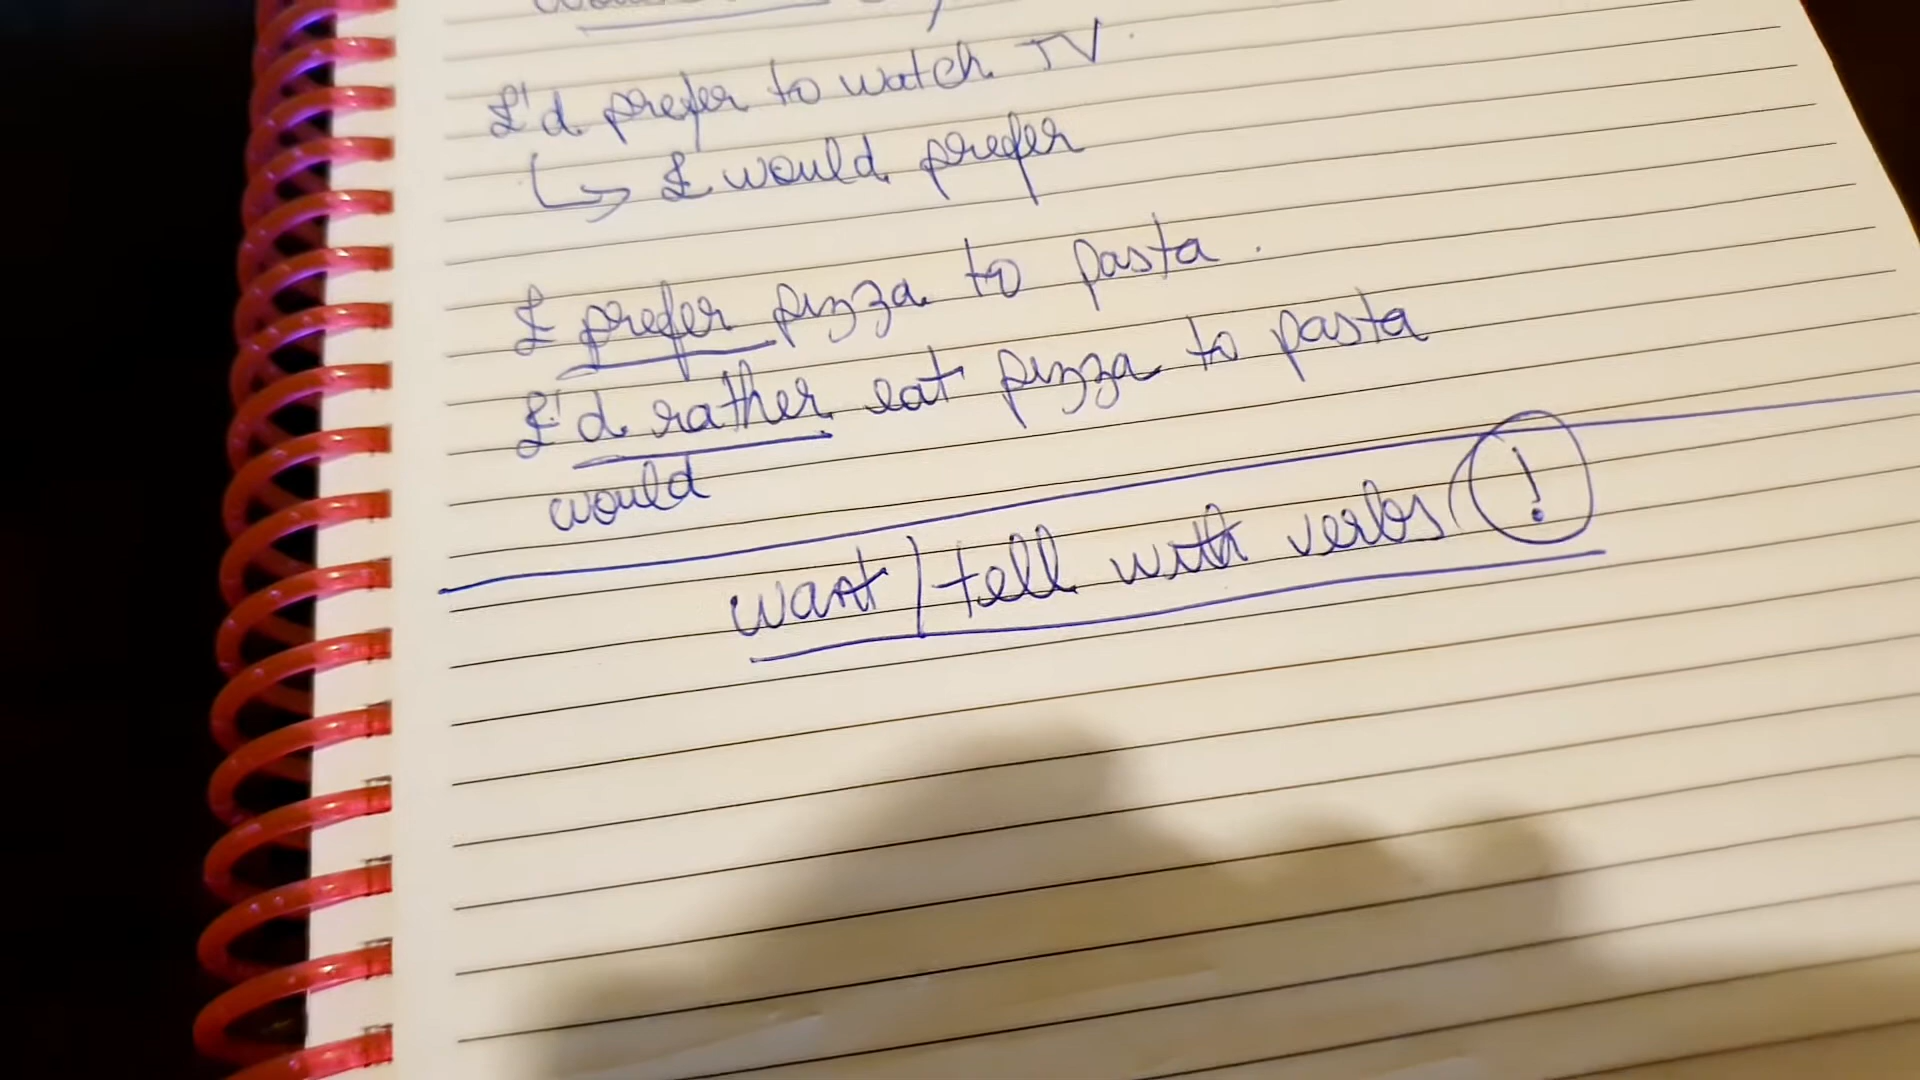 I'd prefer to watch TV.
↳ I would prefer
I prefer pizza to pasta.
I'd rather eat pizza to pasta
would
want/tell with verbs !